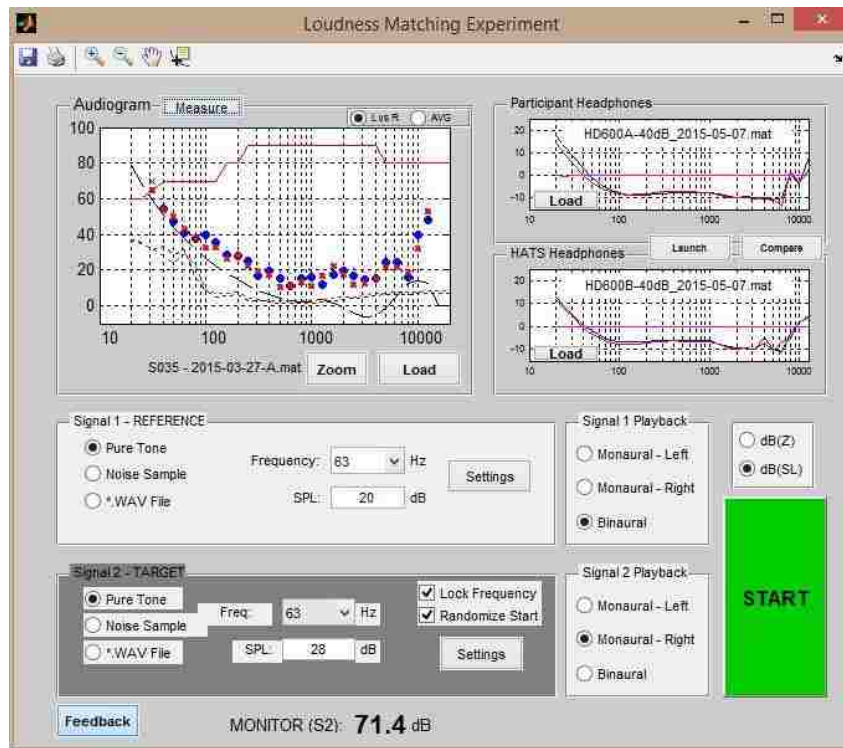 Loudness Matching Experiment
Audiogram
Measure
L vs R
AVG
100
80
60
40
20
0
10 100 1000 10000
S035 - 2015-03-27-A.mat
Zoom
Load
Participant Headphones
20
10
0
-10
HD600A-40dB_2015-05-07.mat
Load
10 100 1000 10000
HATS Headphones
Launch
Compare
20
10
0
-10
HD600B-40dB_2015-05-07.mat
Load
10 100 1000 10000
Signal 1 - REFERENCE
Pure Tone
Noise Sample
*.WAV File
Frequency: 63 Hz
SPL: 20 dB
Settings
Signal 1 Playback
Monaural - Left
Monaural - Right
Binaural
dB(Z)
dB(SL)
Signal 2 - TARGET
Pure Tone
Noise Sample
*.WAV File
Freq: 63 Hz
SPL: 28 dB
Lock Frequency
Randomize Start
Settings
Signal 2 Playback
Monaural - Left
Monaural - Right
Binaural
START
Feedback
MONITOR (S2): 71.4 dB